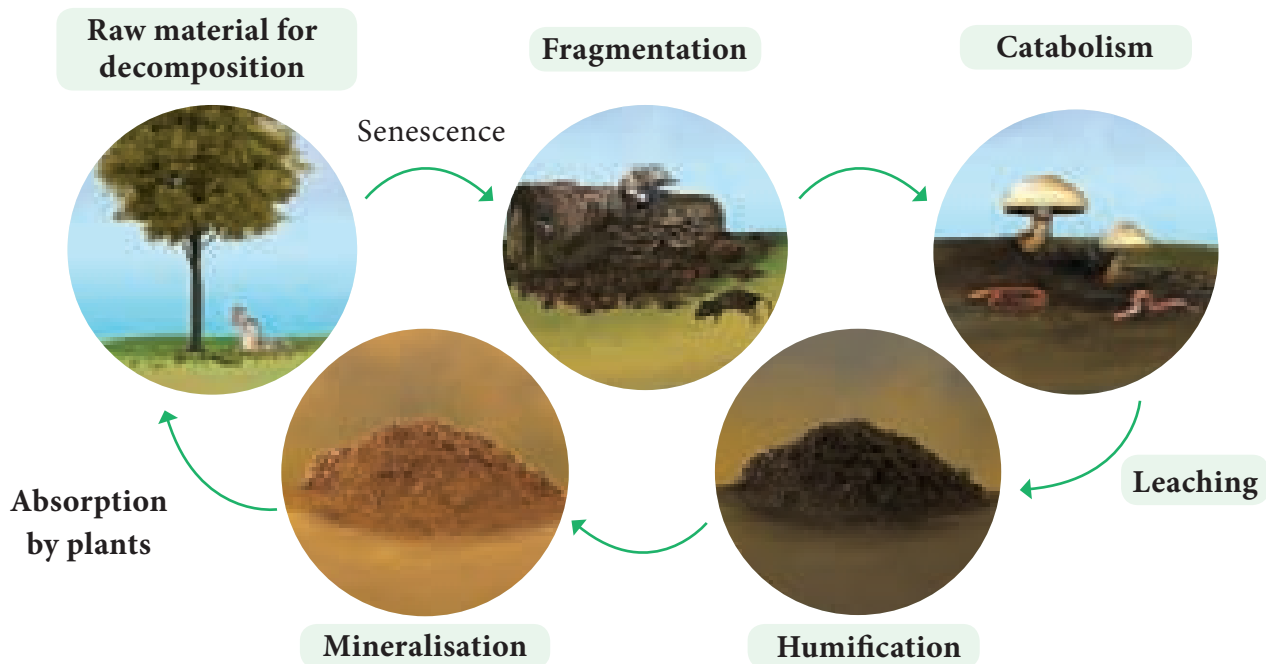 Raw material for
decomposition
Senescence
Fragmentation
Catabolism
Leaching
Humification
Mineralisation
Absorption
by plants